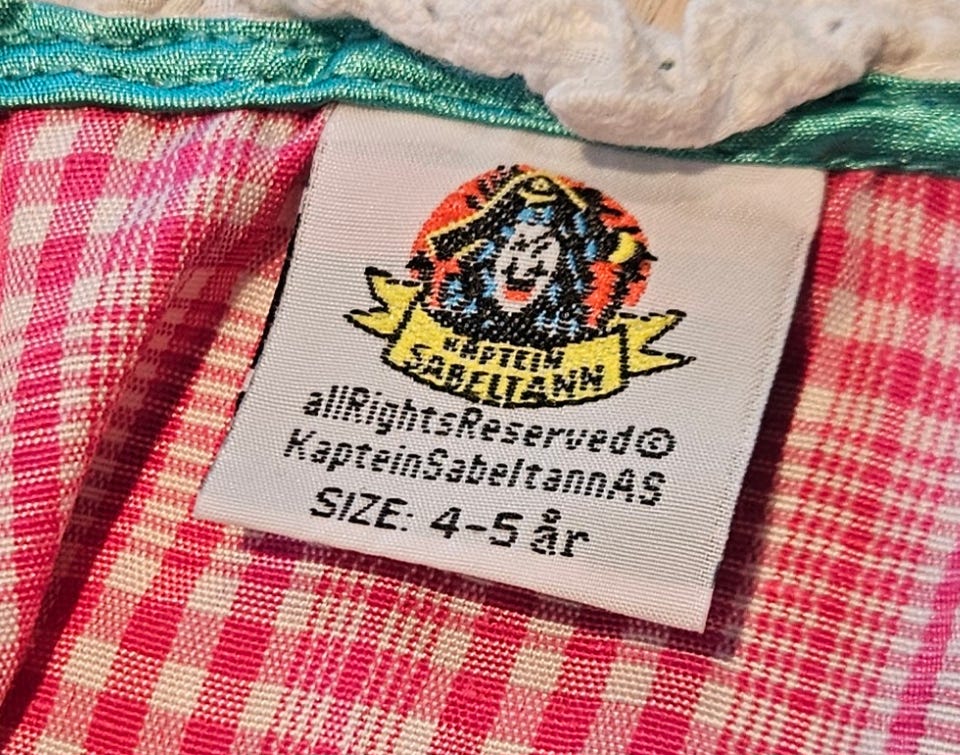 KAPTEIN
SABELTANN
allRightsReserved©
KapteinSabeltannAS
SIZE: 4-5 år